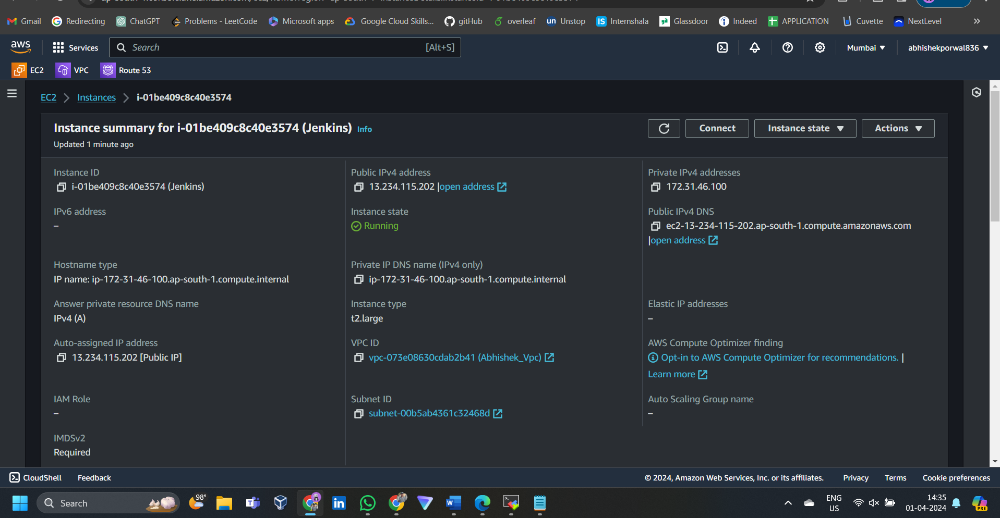 Gmail Redirecting ChatGPT Problems - LeetCode Microsoft apps Google Cloud Skills... gitHub overleaf un Unstop IS Internshala Glassdoor Indeed APPLICATION Cuvette NextLevel »
aws Services Search [Alt+S] Mumbai ▼ abhishekporwal836 ▼
EC2 VPC Route 53
EC2 > Instances > i-01be409c8c40e3574
Instance summary for i-01be409c8c40e3574 (Jenkins) Info
Connect Instance state ▼ Actions ▼
Updated 1 minute ago
Instance ID
i-01be409c8c40e3574 (Jenkins)
Public IPv4 address
13.234.115.202 |open address
Private IPv4 addresses
172.31.46.100
IPv6 address
–
Instance state
Running
Public IPv4 DNS
ec2-13-234-115-202.ap-south-1.compute.amazonaws.com
|open address
Hostname type
IP name: ip-172-31-46-100.ap-south-1.compute.internal
Private IP DNS name (IPv4 only)
ip-172-31-46-100.ap-south-1.compute.internal
Answer private resource DNS name
IPv4 (A)
Instance type
t2.large
Elastic IP addresses
–
Auto-assigned IP address
13.234.115.202 [Public IP]
VPC ID
vpc-073e08630cdab2b41 (Abhishek_Vpc)
AWS Compute Optimizer finding
Opt-in to AWS Compute Optimizer for recommendations. |
Learn more
IAM Role
–
Subnet ID
subnet-00b5ab4361c32468d
Auto Scaling Group name
–
IMDSv2
Required
CloudShell Feedback © 2024, Amazon Web Services, Inc. or its affiliates. Privacy Terms Cookie preferences
Search 98° ENG
US
14:35
01-04-2024
PRE